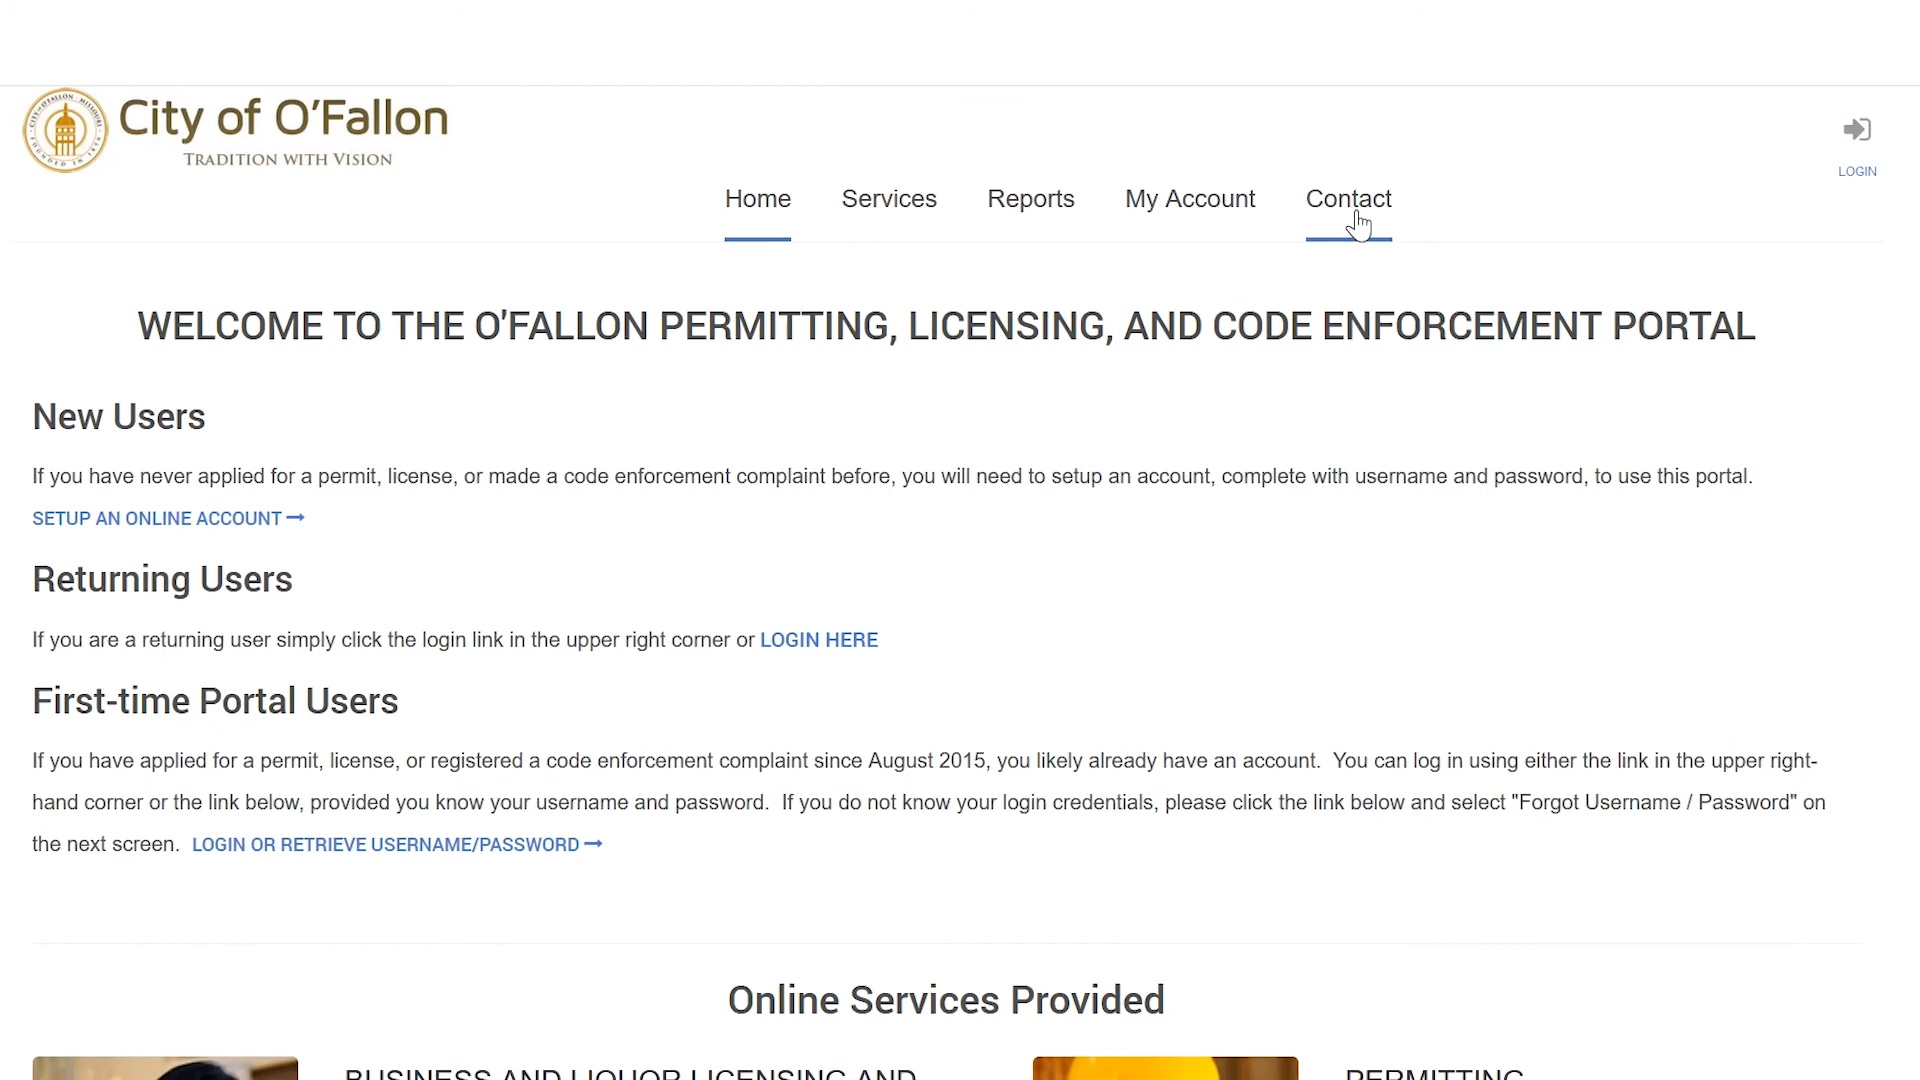 City of O'Fallon
TRADITION WITH VISION
LOGIN
Home Services Reports My Account Contact
WELCOME TO THE O'FALLON PERMITTING, LICENSING, AND CODE ENFORCEMENT PORTAL
New Users
If you have never applied for a permit, license, or made a code enforcement complaint before, you will need to setup an account, complete with username and password, to use this portal.
SETUP AN ONLINE ACCOUNT →
Returning Users
If you are a returning user simply click the login link in the upper right corner or LOGIN HERE
First-time Portal Users
If you have applied for a permit, license, or registered a code enforcement complaint since August 2015, you likely already have an account. You can log in using either the link in the upper right-
hand corner or the link below, provided you know your username and password. If you do not know your login credentials, please click the link below and select "Forgot Username / Password" on
the next screen. LOGIN OR RETRIEVE USERNAME/PASSWORD →
Online Services Provided
BUSINESS AND LIQUOR LICENSING AND
PERMITTING